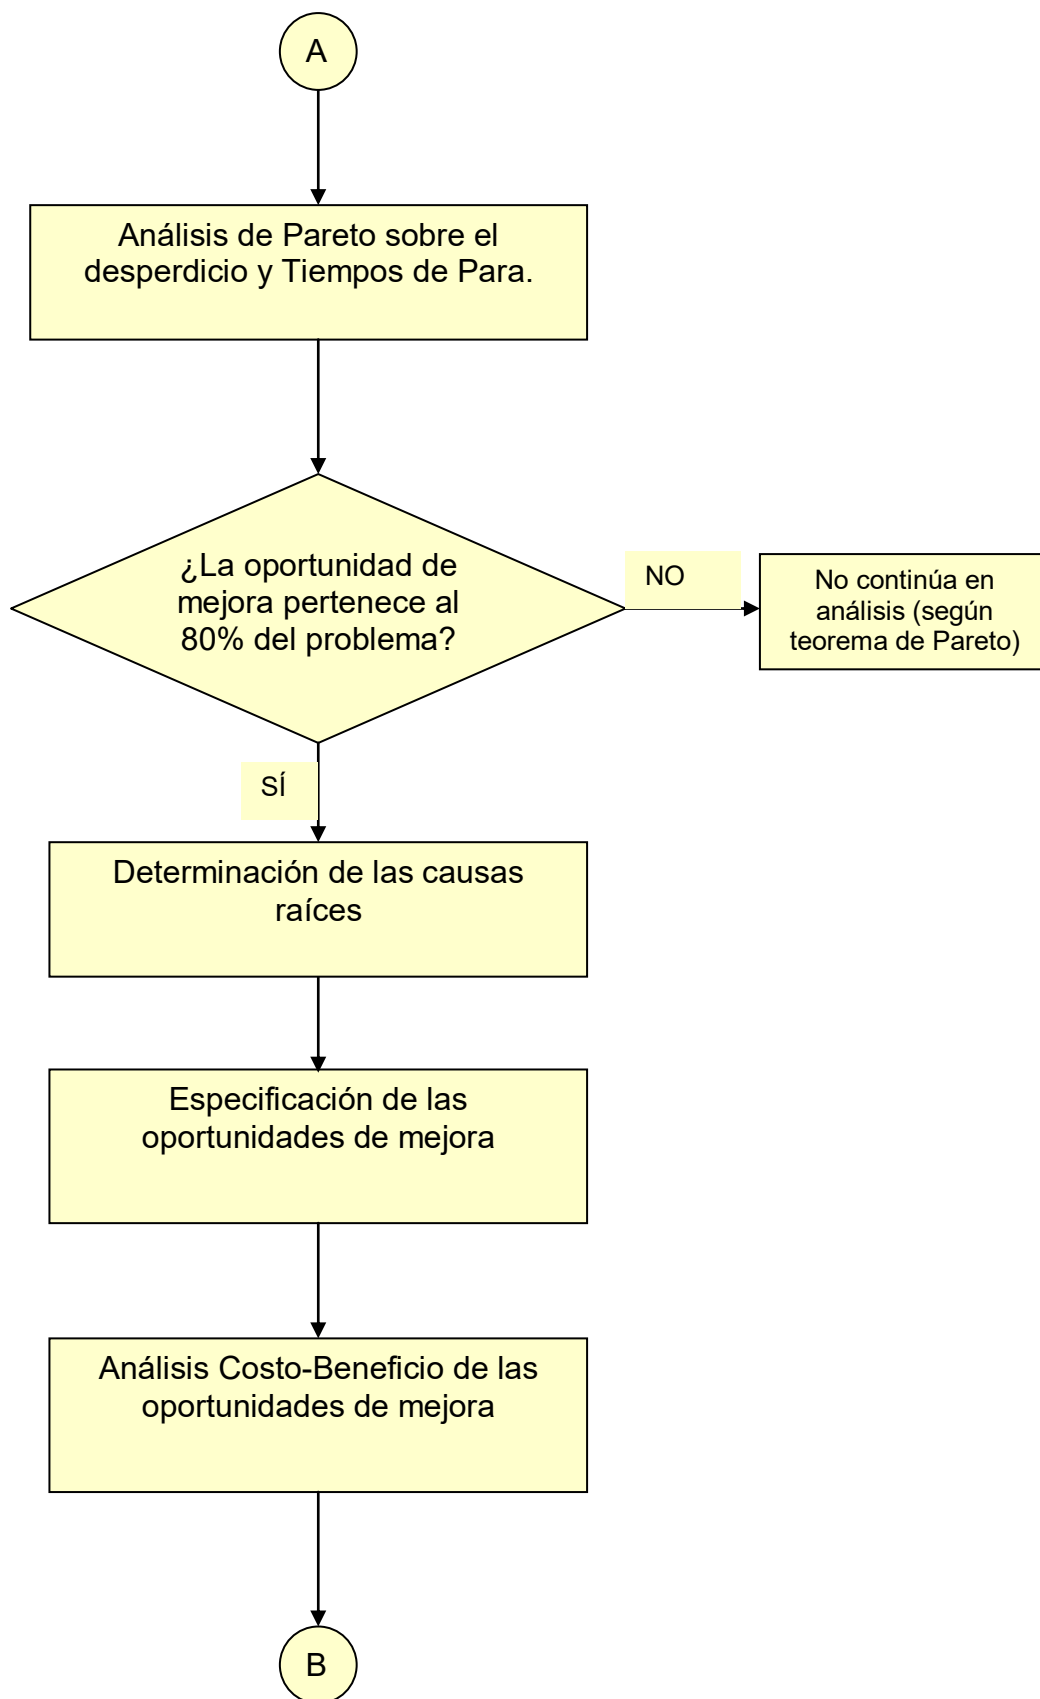 A
Análisis de Pareto sobre el
desperdicio y Tiempos de Para.
¿La oportunidad de
mejora pertenece al
80% del problema?
NO
No continúa en
análisis (según
teorema de Pareto)
SÍ
Determinación de las causas
raíces
Especificación de las
oportunidades de mejora
Análisis Costo-Beneficio de las
oportunidades de mejora
B